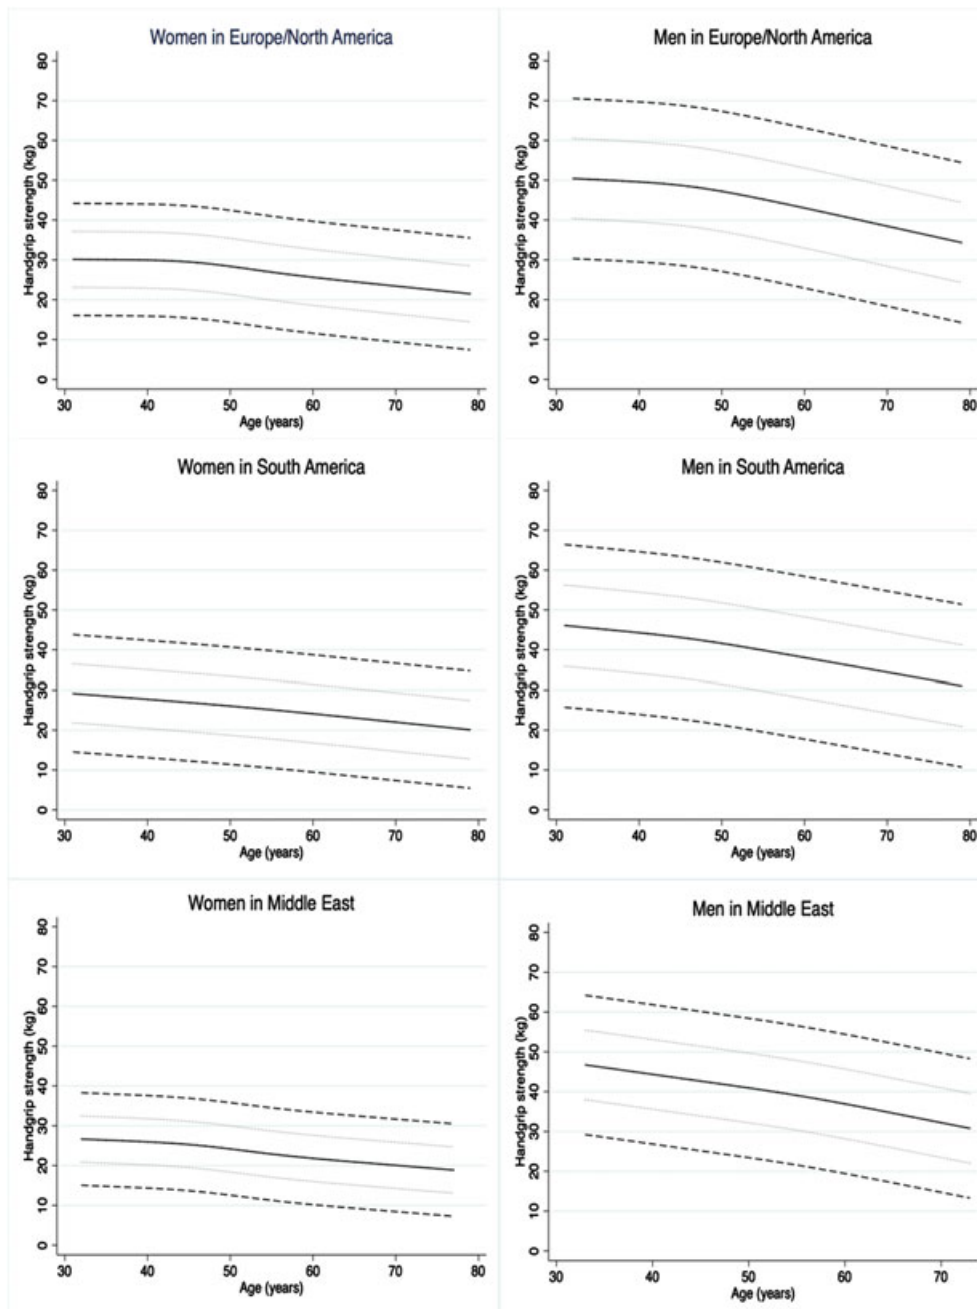 Women in Europe/North America
Handgrip strength (kg)
80
70
60
50
40
30
20
10
0
30 40 50 60 70 80
Age (years)
Men in Europe/North America
Handgrip strength (kg)
80
70
60
50
40
30
20
10
0
30 40 50 60 70 80
Age (years)
Women in South America
Handgrip strength (kg)
80
70
60
50
40
30
20
10
0
30 40 50 60 70 80
Age (years)
Men in South America
Handgrip strength (kg)
80
70
60
50
40
30
20
10
0
30 40 50 60 70 80
Age (years)
Women in Middle East
Handgrip strength (kg)
80
70
60
50
40
30
20
10
0
30 40 50 60 70 80
Age (years)
Men in Middle East
Handgrip strength (kg)
80
70
60
50
40
30
20
10
0
30 40 50 60 70
Age (years)